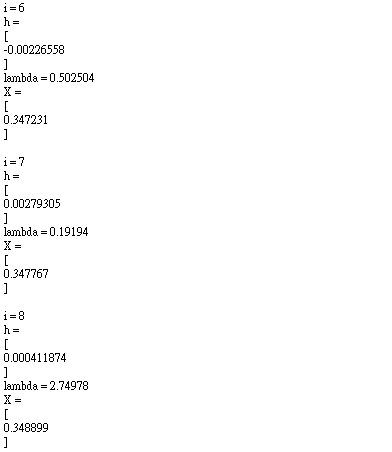 i = 6
h =
[
-0.00226558
]
lambda = 0.502504
X =
[
0.347231
]
i = 7
h =
[
0.00279305
]
lambda = 0.19194
X =
[
0.347767
]
i = 8
h =
[
0.000411874
]
lambda = 2.74978
X =
[
0.348899
]